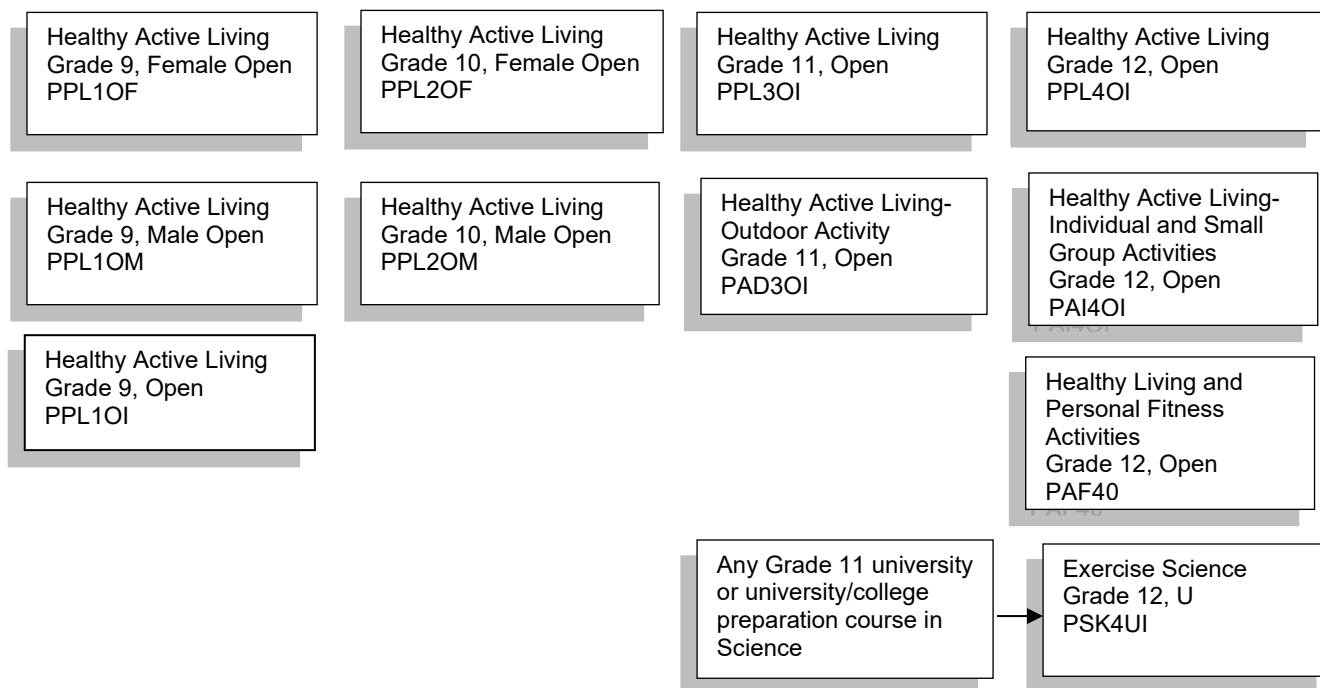 Healthy Active Living
Grade 9, Female Open
PPL1OF
Healthy Active Living
Grade 10, Female Open
PPL2OF
Healthy Active Living
Grade 11, Open
PPL3OI
Healthy Active Living
Grade 12, Open
PPL4OI
Healthy Active Living
Grade 9, Male Open
PPL1OM
Healthy Active Living
Grade 10, Male Open
PPL2OM
Healthy Active Living-
Outdoor Activity
Grade 11, Open
PAD3OI
Healthy Active Living-
Individual and Small
Group Activities
Grade 12, Open
PAI4OI
Healthy Active Living
Grade 9, Open
PPL1OI
Healthy Living and
Personal Fitness
Activities
Grade 12, Open
PAF40
Any Grade 11 university
or university/college
preparation course in
Science
Exercise Science
Grade 12, U
PSK4UI